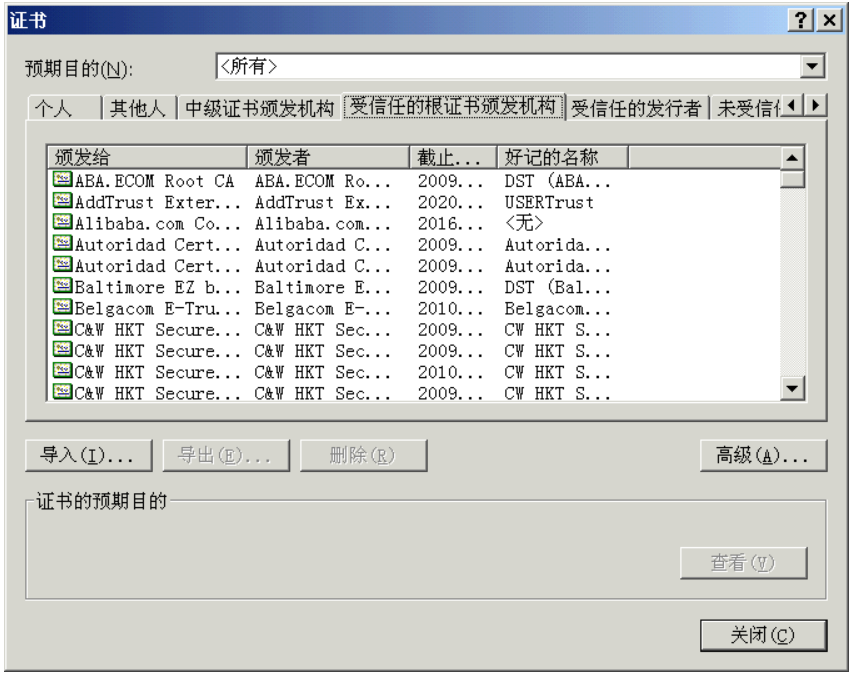 证书
预期目的(N): <所有>
个人 其他人 中级证书颁发机构 受信任的根证书颁发机构 受信任的发行者 未受信任
颁发给 颁发者 截止... 好记的名称
ABA.ECOM Root CA ABA.ECOM Ro... 2009... DST (ABA...
AddTrust Exter... AddTrust Ex... 2020... USERTrust
Alibaba.com Co... Alibaba.com... 2016... <无>
Autoridad Cert... Autoridad C... 2009... Autorida...
Autoridad Cert... Autoridad C... 2009... Autorida...
Baltimore EZ b... Baltimore E... 2009... DST (Bal...
Belgacom E-Tru... Belgacom E-... 2010... Belgacom...
C&W HKT Secure... C&W HKT Sec... 2009... CW HKT S...
C&W HKT Secure... C&W HKT Sec... 2009... CW HKT S...
C&W HKT Secure... C&W HKT Sec... 2010... CW HKT S...
C&W HKT Secure... C&W HKT Sec... 2009... CW HKT S...
导入(I)... 导出(E)... 删除(R) 高级(A)...
证书的预期目的
查看(V)
关闭(C)